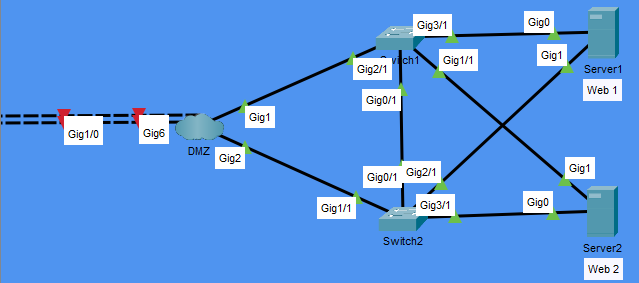 Gig3/1
Gig0
Switch1
Gig1
Gig2/1
Gig1/1
Server1
Gig0/1
Web 1
Gig1
Gig1/0
Gig6
DMZ
Gig2
Gig0/1
Gig2/1
Gig1
Gig1/1
Gig3/1
Gig0
Switch2
Server2
Web 2